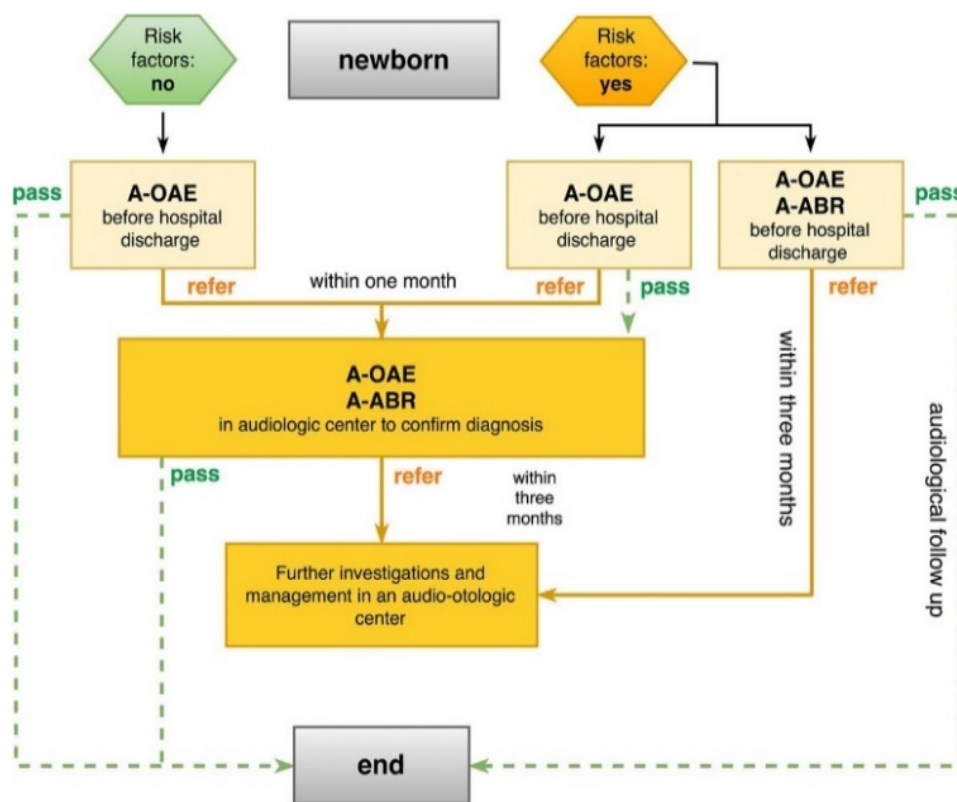 Risk
factors:
no
newborn
Risk
factors:
yes
pass
A-OAE
before hospital
discharge
A-OAE
before hospital
discharge
A-OAE
A-ABR
before hospital
discharge
pass
refer
within one month
refer
pass
refer
A-OAE
A-ABR
in audiologic center to confirm diagnosis
within three months
audiological follow up
pass
refer
within
three
months
Further investigations and
management in an audio-otologic
center
end